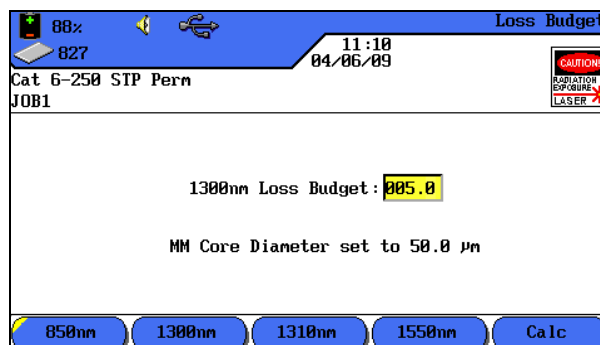 88%
Loss Budget
827
11:10
04/06/09
Cat 6-250 STP Perm
JOB1
CAUTION!
RADIATION
EXPOSURE
LASER
1300nm Loss Budget: 005.0
MM Core Diameter set to 50.0 µm
850nm 1300nm 1310nm 1550nm Calc